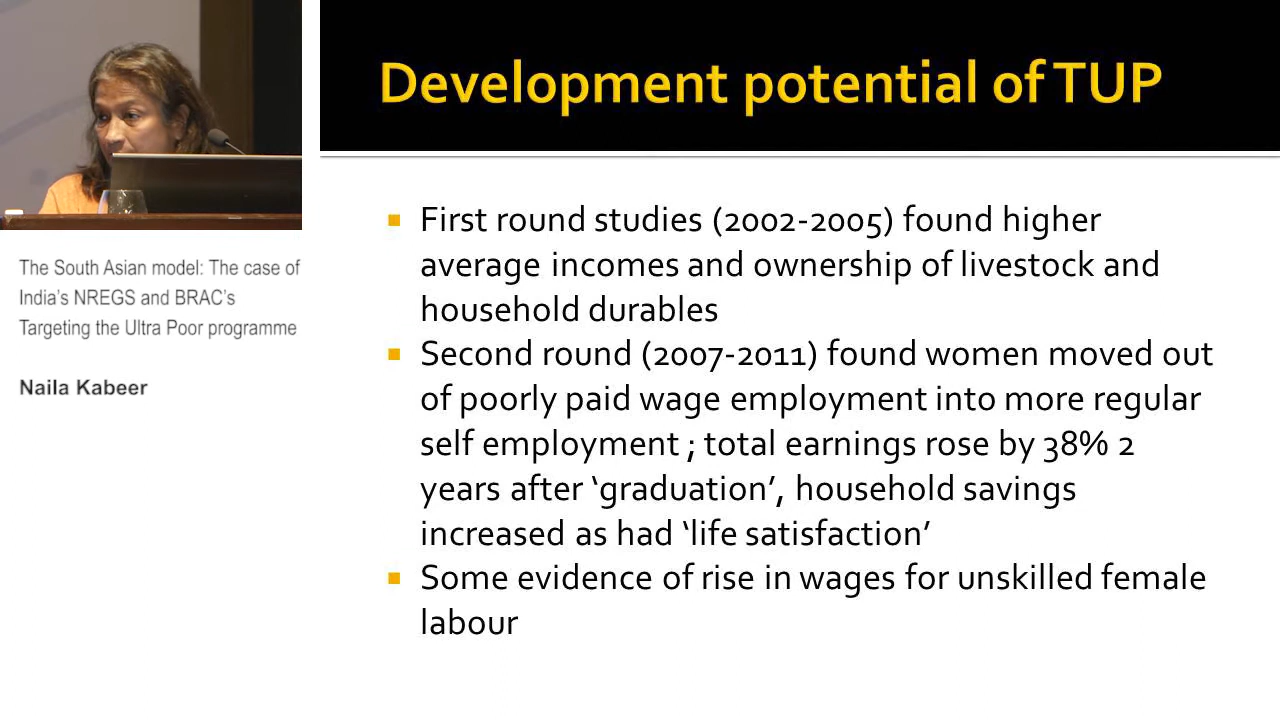 Development potential of TUP
The South Asian model: The case of
India's NREGS and BRAC's
Targeting the Ultra Poor programme
Naila Kabeer
First round studies (2002-2005) found higher
average incomes and ownership of livestock and
household durables
Second round (2007-2011) found women moved out
of poorly paid wage employment into more regular
self employment ; total earnings rose by 38% 2
years after ‘graduation’, household savings
increased as had ‘life satisfaction’
Some evidence of rise in wages for unskilled female
labour